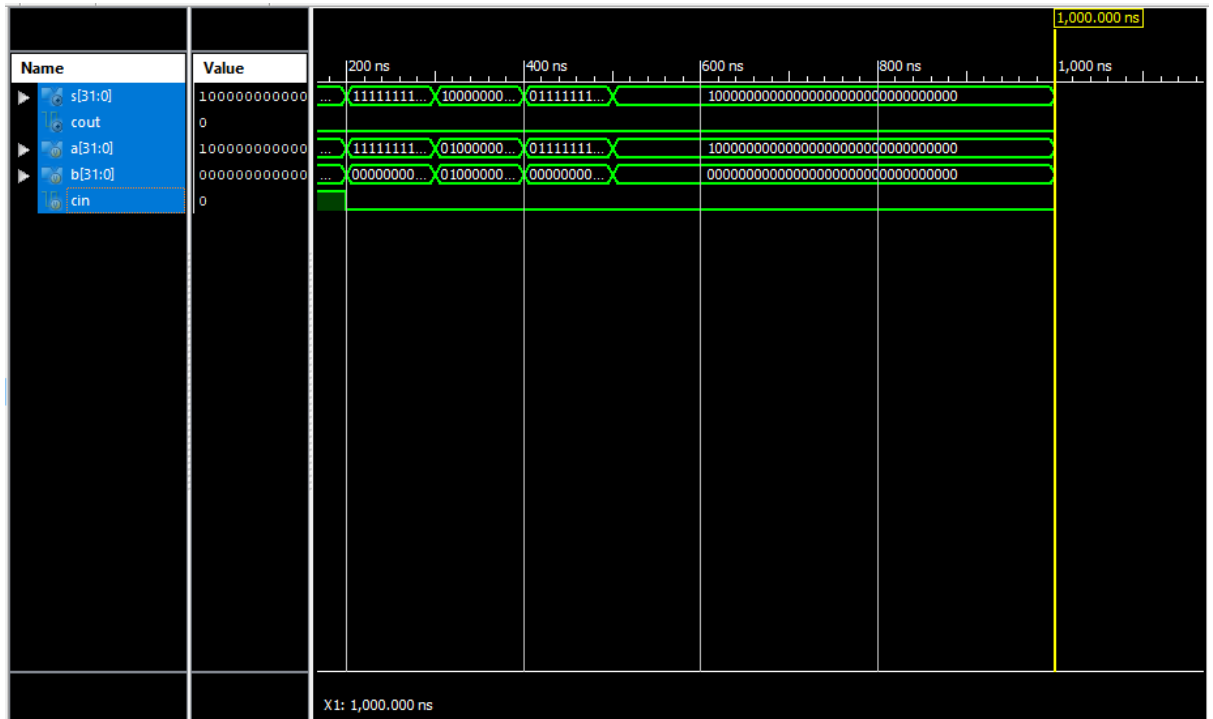 1,000.000 ns
Name Value 200 ns 400 ns 600 ns 800 ns 1,000 ns
s[31:0] 100000000000 ... 11111111... 10000000... 01111111... 10000000000000000000000000000000
cout 0
a[31:0] 100000000000 ... 11111111... 01000000... 01111111... 10000000000000000000000000000000
b[31:0] 000000000000 ... 00000000... 01000000... 00000000... 00000000000000000000000000000000
cin 0
X1: 1,000.000 ns